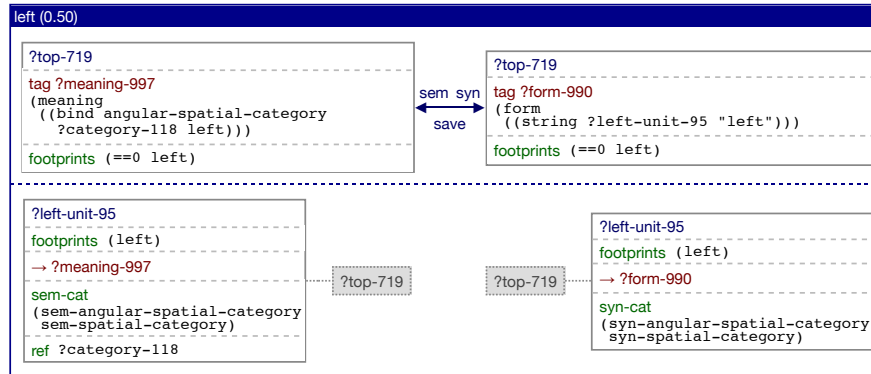 left (0.50)
?top-719
tag ?meaning-997
(meaning
((bind angular-spatial-category
?category-118 left)))
footprints (==0 left)
sem syn
save
?top-719
tag ?form-990
(form
((string ?left-unit-95 "left")))
footprints (==0 left)
?left-unit-95
footprints (left)
→ ?meaning-997
sem-cat
(sem-angular-spatial-category
sem-spatial-category)
ref ?category-118
?top-719
?top-719
?left-unit-95
footprints (left)
→ ?form-990
syn-cat
(syn-angular-spatial-category
syn-spatial-category)